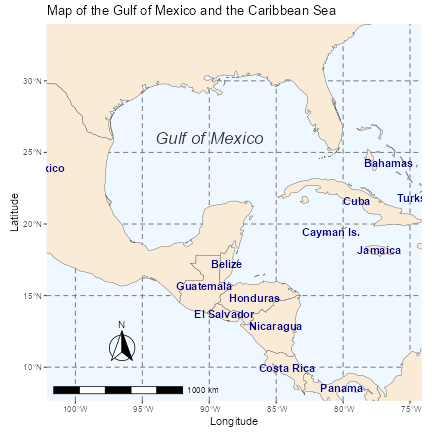 Map of the Gulf of Mexico and the Caribbean Sea
30°N
Gulf of Mexico
25°N
Bahamas
xico
Cuba
Turks
20°N
Cayman Is.
Jamaica
Belize
Guatemala
15°N
Honduras
El Salvador
Nicaragua
N
10°N
Costa Rica
Panama
1000 km
100°W
95°W
90°W
85°W
80°W
75°W
Latitude
Longitude